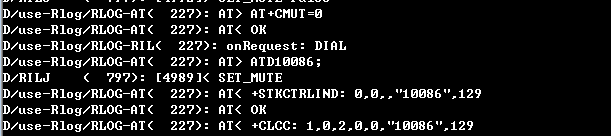 D/use-Rlog/RLOG-AT(  227): AT> AT+CMUT=0
D/use-Rlog/RLOG-AT(  227): AT< OK
D/use-Rlog/RLOG-RIL(  227): onRequest: DIAL
D/use-Rlog/RLOG-AT(  227): AT> ATD10086;
D/RILJ    (  797): [4989]< SET_MUTE
D/use-Rlog/RLOG-AT(  227): AT< +STKCTRLIND: 0,0,,"10086",129
D/use-Rlog/RLOG-AT(  227): AT< OK
D/use-Rlog/RLOG-AT(  227): AT< +CLCC: 1,0,2,0,0,"10086",129